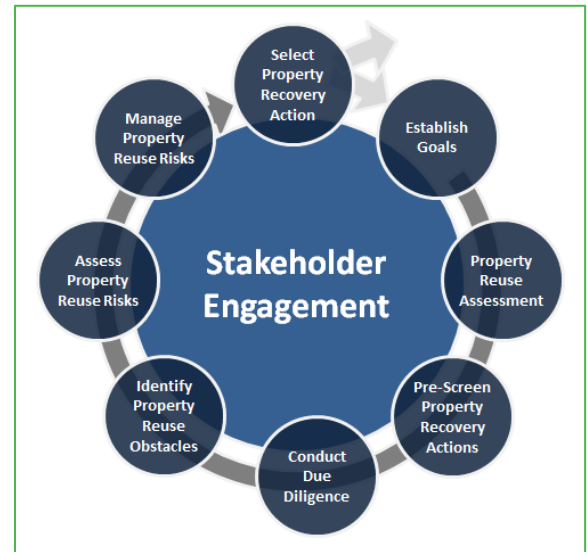 Select
Property
Recovery
Action
Establish
Goals
Property
Reuse
Assessment
Pre-Screen
Property
Recovery
Actions
Conduct
Due
Diligence
Identify
Property
Reuse
Obstacles
Assess
Property
Reuse Risks
Manage
Property
Reuse Risks
Stakeholder
Engagement